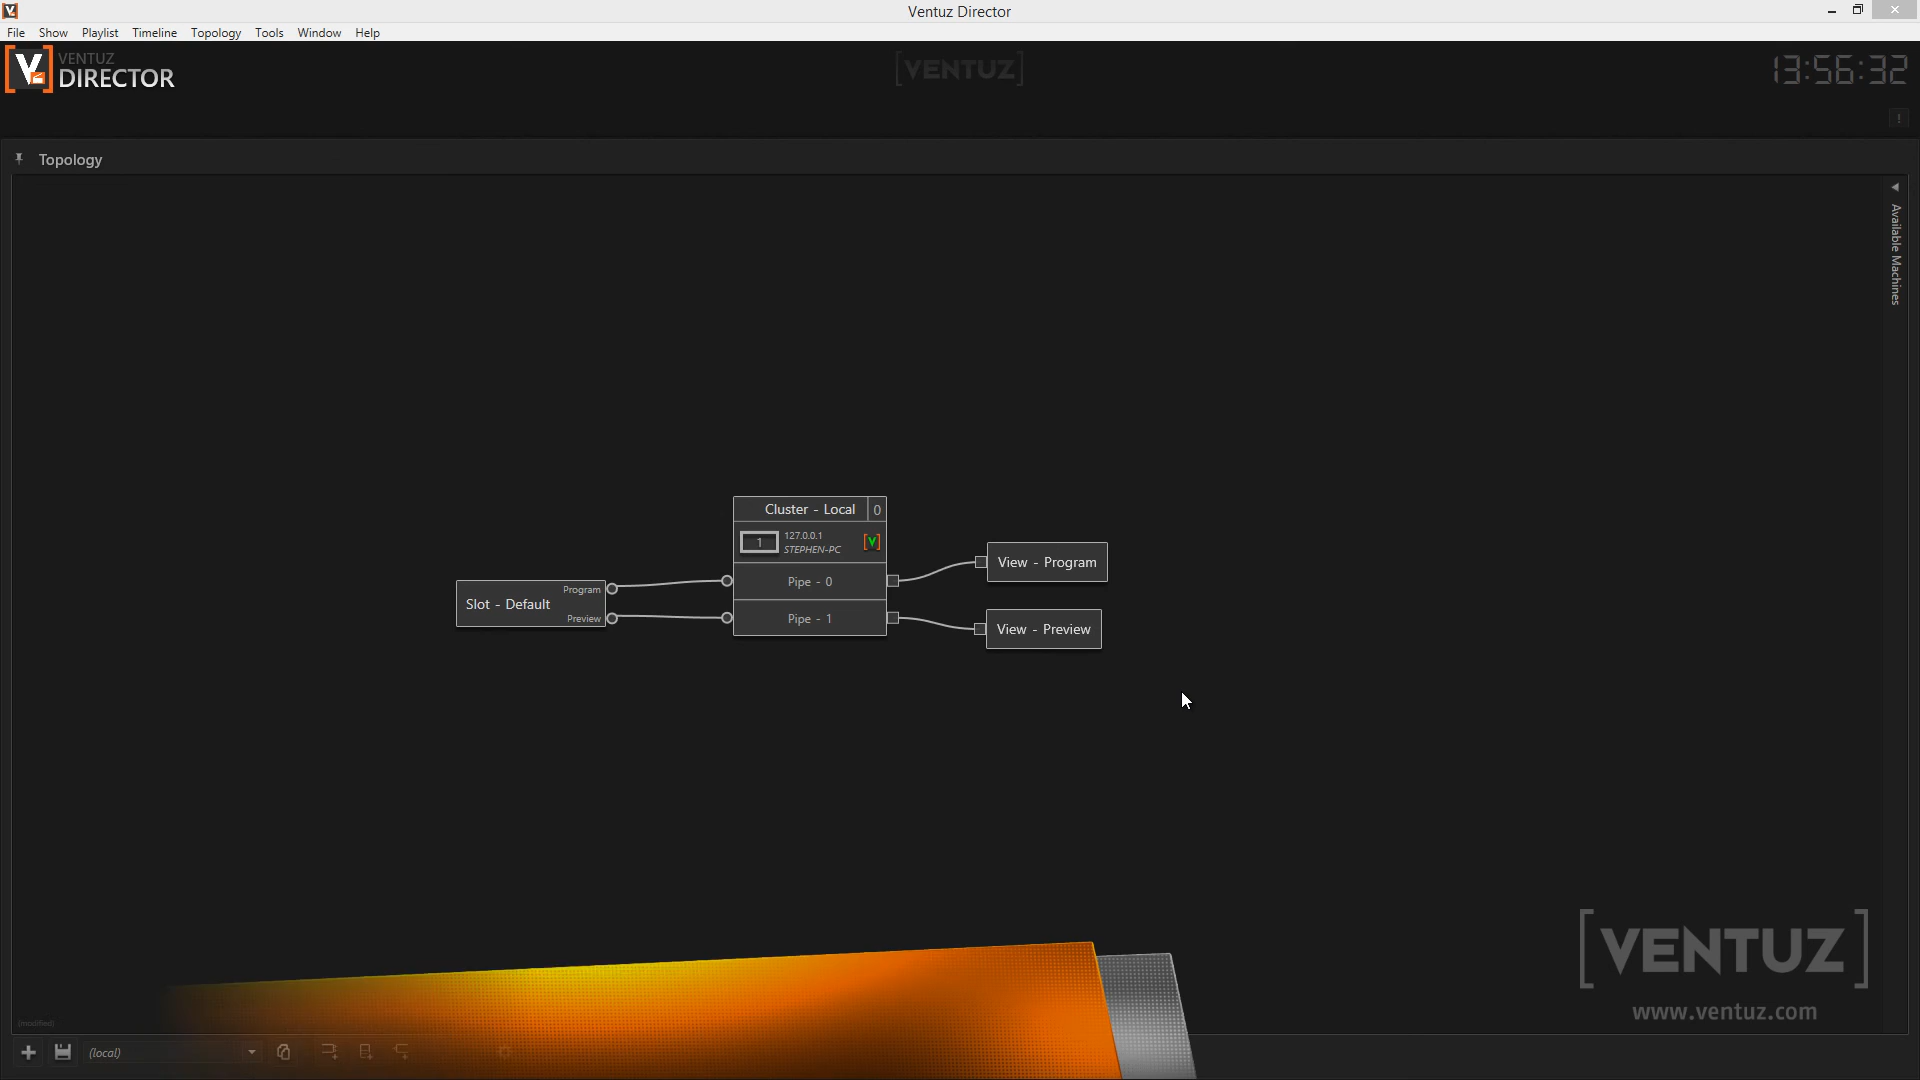 Ventuz Director
File Show Playlist Timeline Topology Tools Window Help
VENTUZ
DIRECTOR
[VENTUZ]
13:56:32
Topology
Available Machines
Cluster - Local 0
1 127.0.0.1
STEPHEN-PC
V
Pipe - 0
Pipe - 1
Slot - Default
Program
Preview
View - Program
View - Preview
[VENTUZ]
www.ventuz.com
(modified)
(local)